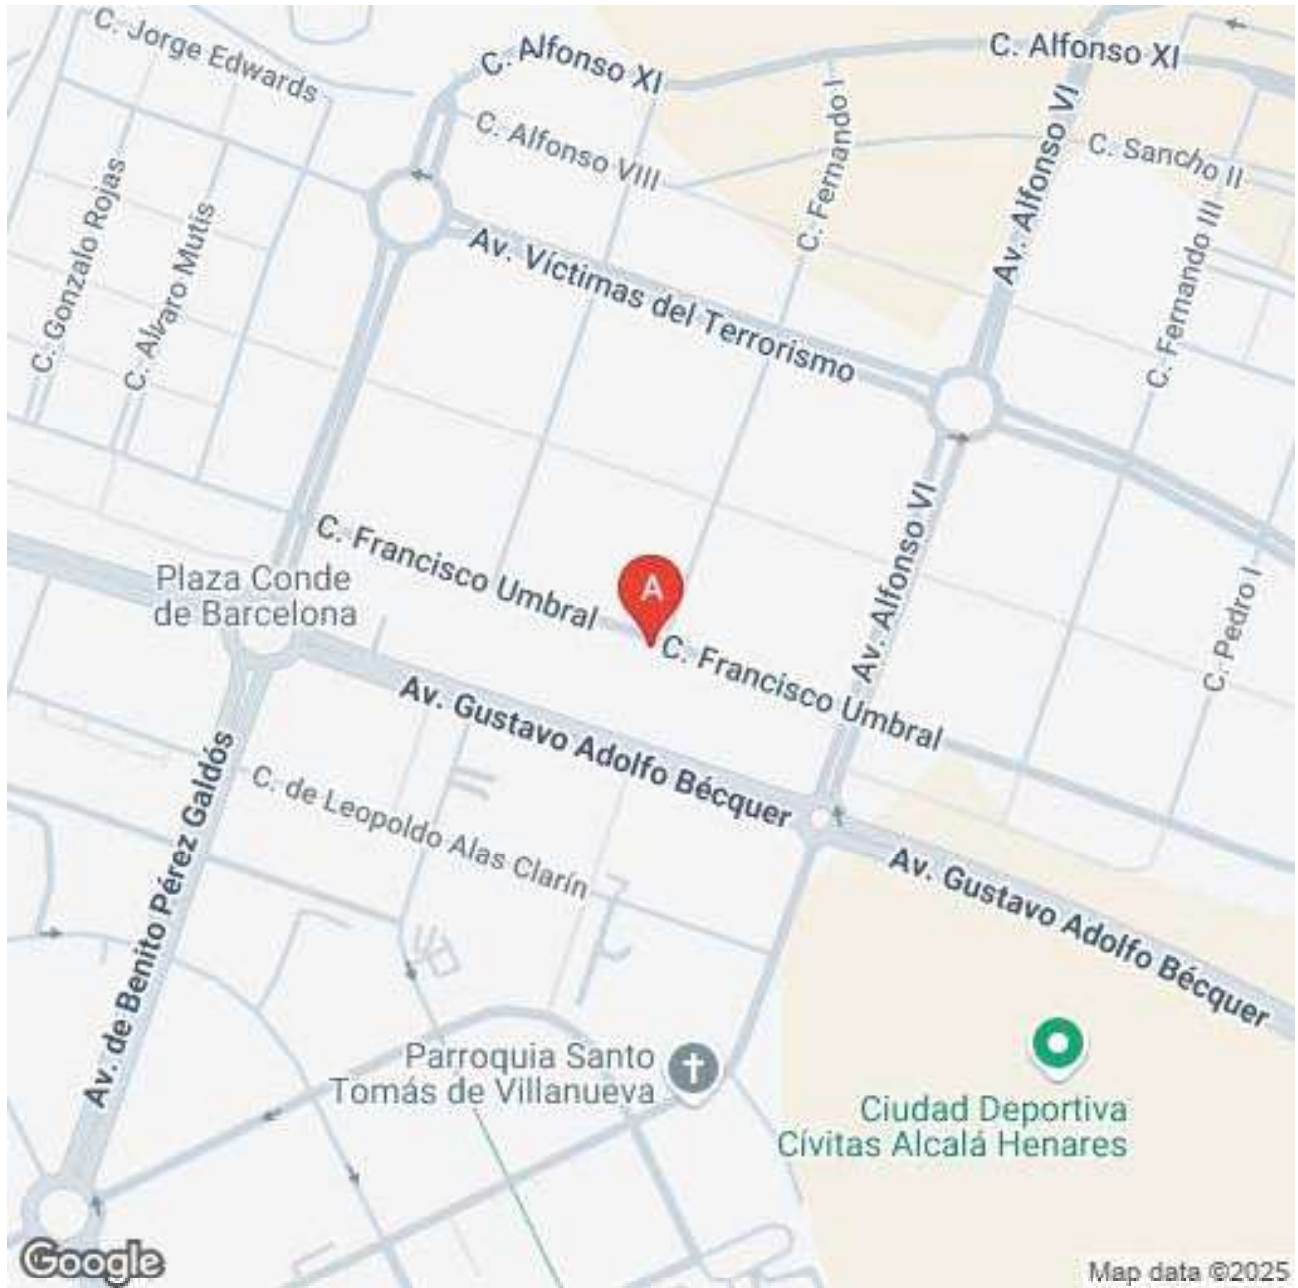 C. Jorge Edwards
C. Alfonso XI
C. Alfonso XI
C. Alfonso VIII
C. Fernando I
Av. Alfonso VI
C. Sancho II
C. Gonzalo Rojas
C. Alvaro Mutis
Av. Víctimas del Terrorismo
C. Fernando III
C. Francisco Umbral
Plaza Conde
de Barcelona
A
C. Francisco Umbral
Av. Alfonso VI
C. Pedro I
Av. Gustavo Adolfo Bécquer
Av. de Benito Pérez Galdós
C. de Leopoldo Alas Clarín
Av. Gustavo Adolfo Bécquer
Parroquia Santo
Tomás de Villanueva
Ciudad Deportiva
Cívitas Alcalá Henares
Google
Map data ©2025